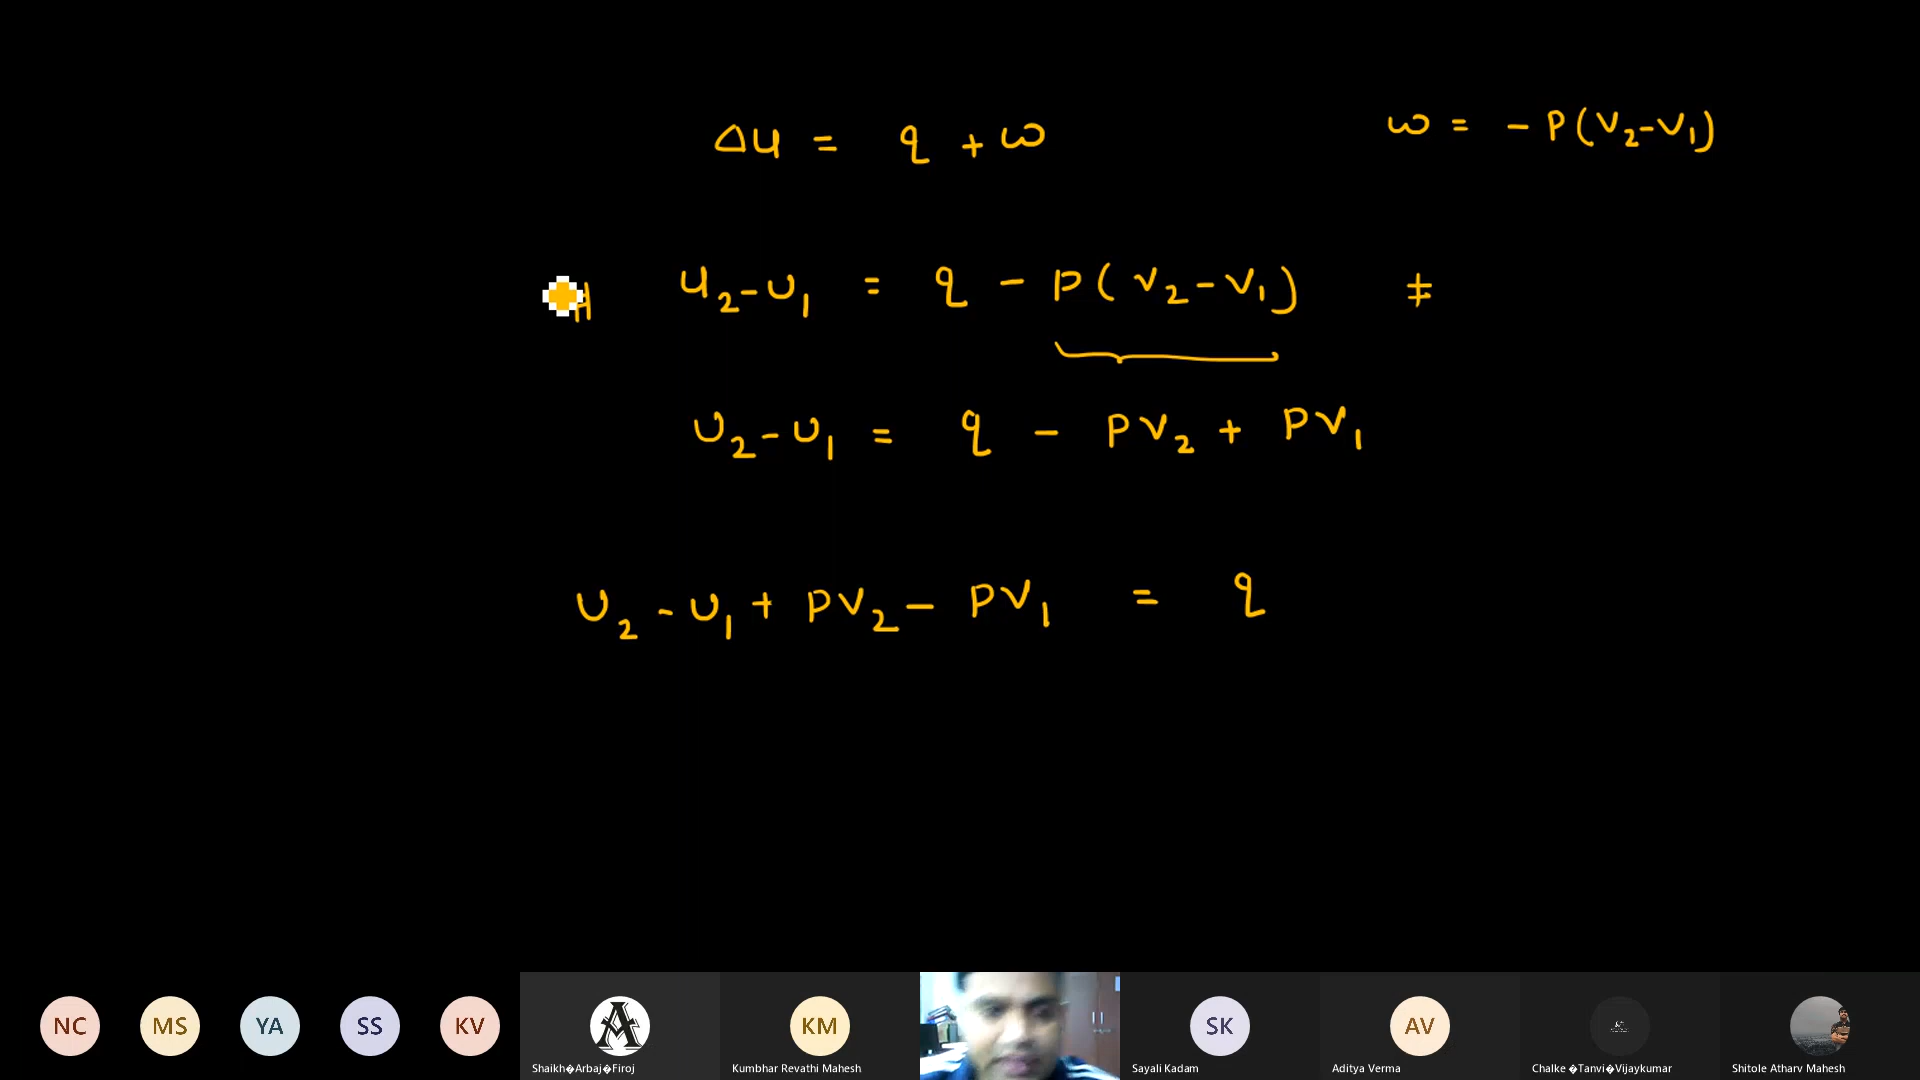 ΔU = q + w
w = - P(V₂-V₁)
U₂-U₁ = q - P(V₂-V₁)
U₂-U₁ = q - PV₂ + PV₁
U₂ - U₁ + PV₂ - PV₁ = q
NC
MS
YA
SS
KV
KM
SK
AV
Shaikh�Arbaj�Firoj
Kumbhar Revathi Mahesh
Sayali Kadam
Aditya Verma
Chalke �Tanvi�Vijaykumar
Shitole Atharv Mahesh